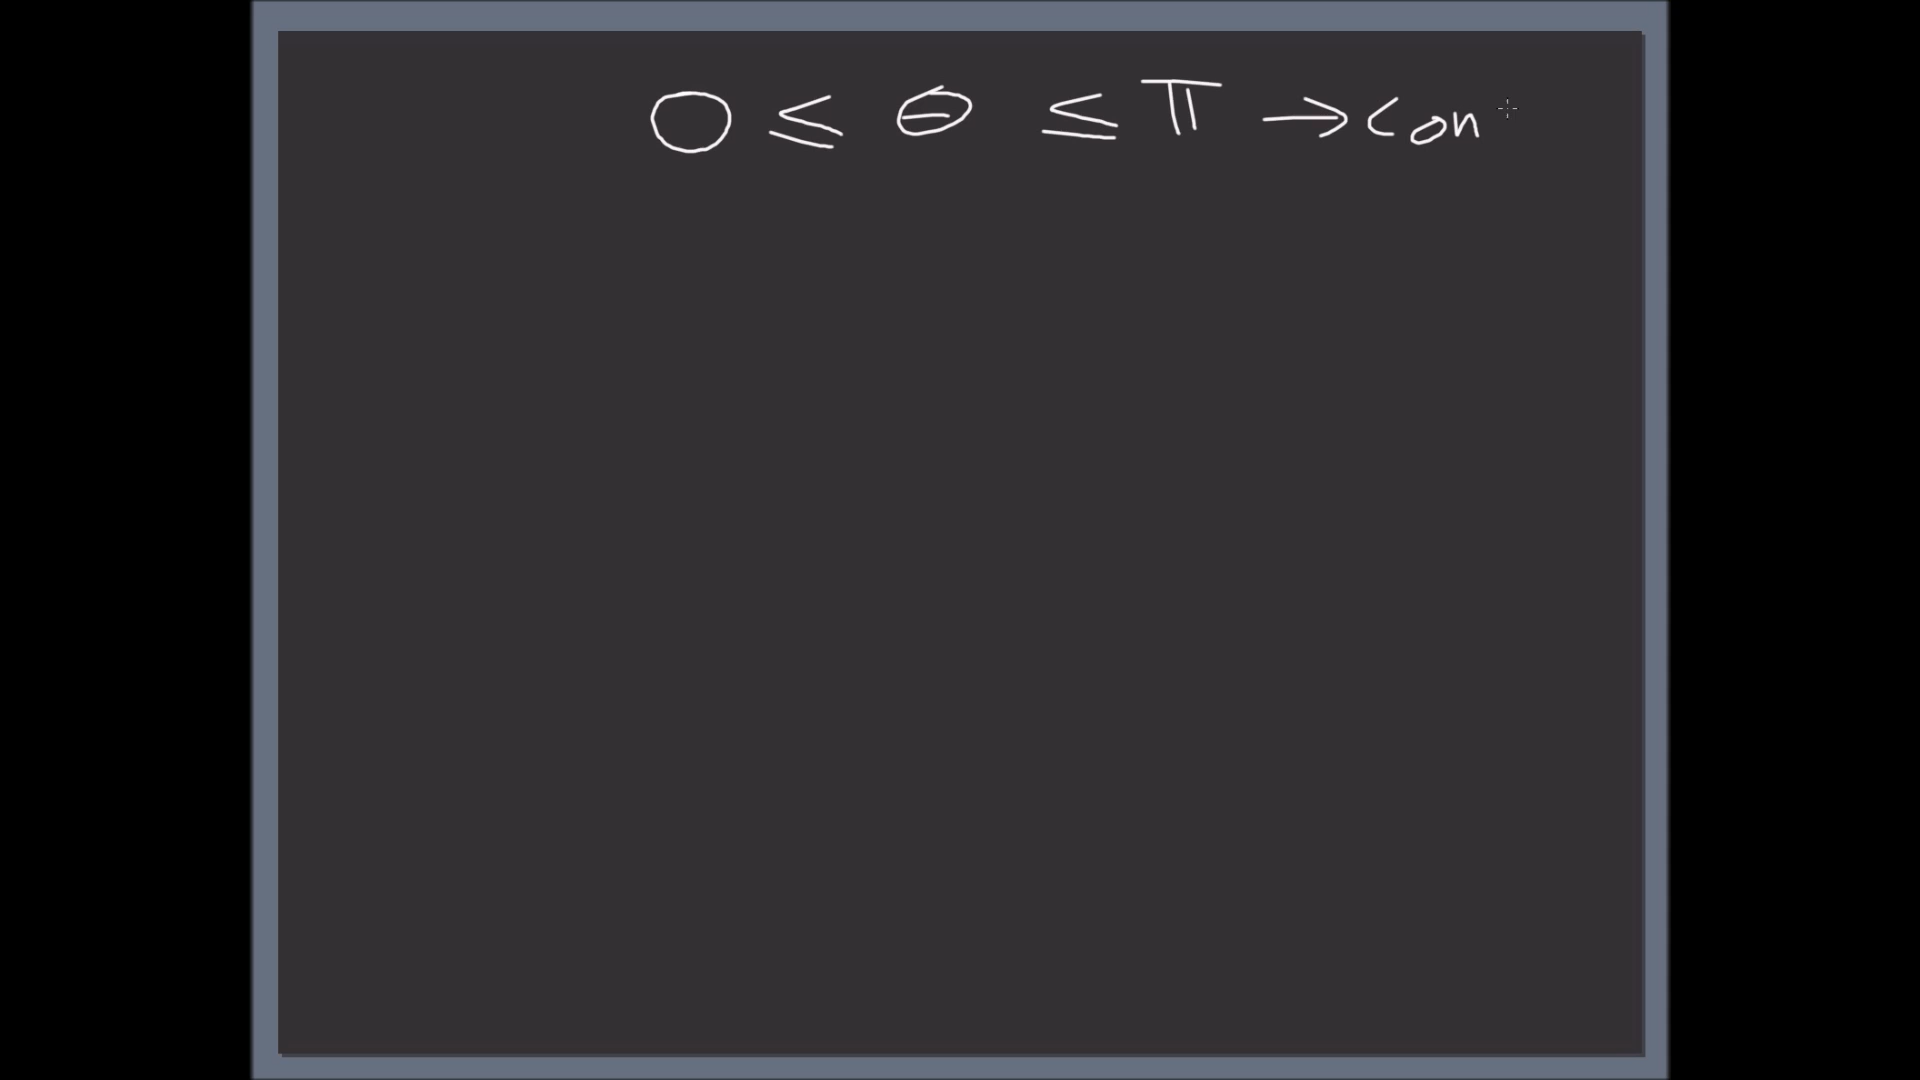 0 ≤ θ ≤ π → con